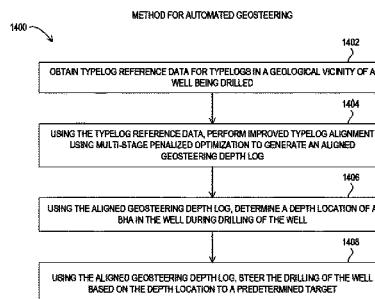 METHOD FOR AUTOMATED GEOSTEERING
1400
1402
OBTAIN TYPELOG REFERENCE DATA FOR TYPELOGS IN A GEOLOGICAL VICINITY OF A
WELL BEING DRILLED
1404
USING THE TYPELOG REFERENCE DATA, PERFORM IMPROVED TYPELOG ALIGNMENT
USING MULTI-STAGE PENALIZED OPTIMIZATION TO GENERATE AN ALIGNED
GEOSTEERING DEPTH LOG
1406
USING THE ALIGNED GEOSTEERING DEPTH LOG, DETERMINE A DEPTH LOCATION OF A
BHA IN THE WELL DURING DRILLING OF THE WELL
1408
USING THE ALIGNED GEOSTEERING DEPTH LOG, STEER THE DRILLING OF THE WELL
BASED ON THE DEPTH LOCATION TO A PREDETERMINED TARGET